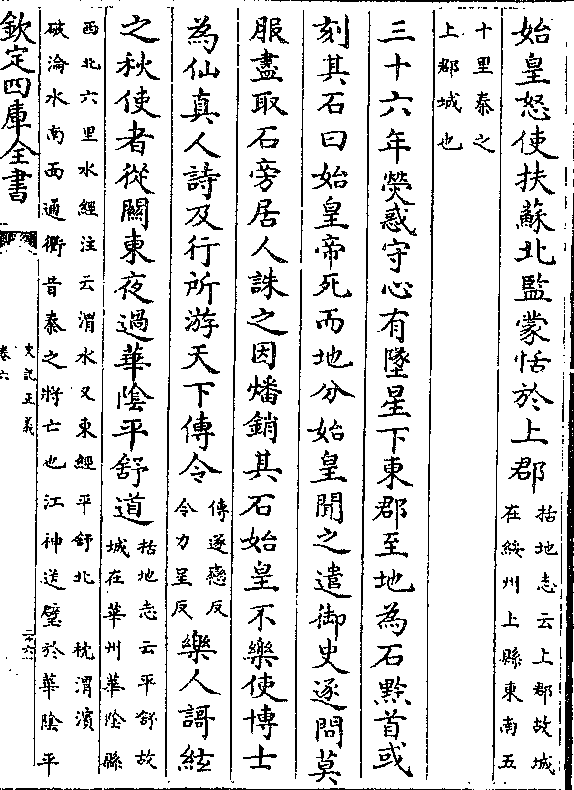 始皇怒使扶蘇北監蒙恬於上郡括地志云上郡故城在綏州上縣東南五
十里秦之上郡城也
三十六年熒惑守心有墜星下東郡至地為石黔首或
刻其石曰始皇帝死而地分始皇聞之遣御史逐問莫
服盡取石旁居人誅之因燔銷其石始皇不樂使博士
為仙真人詩及行所游天下傳令傳逐戀反令力呈反樂人謌絃
之秋使者從關東夜過華陰平舒道括地志云平舒故城在華州華陰縣
西北六里水經注云渭水又東經平舒北枕渭濱
破淪水南面通衢昔秦之將亡也江神送璧於華陰平
欽定四庫全書
史記正義
卷六